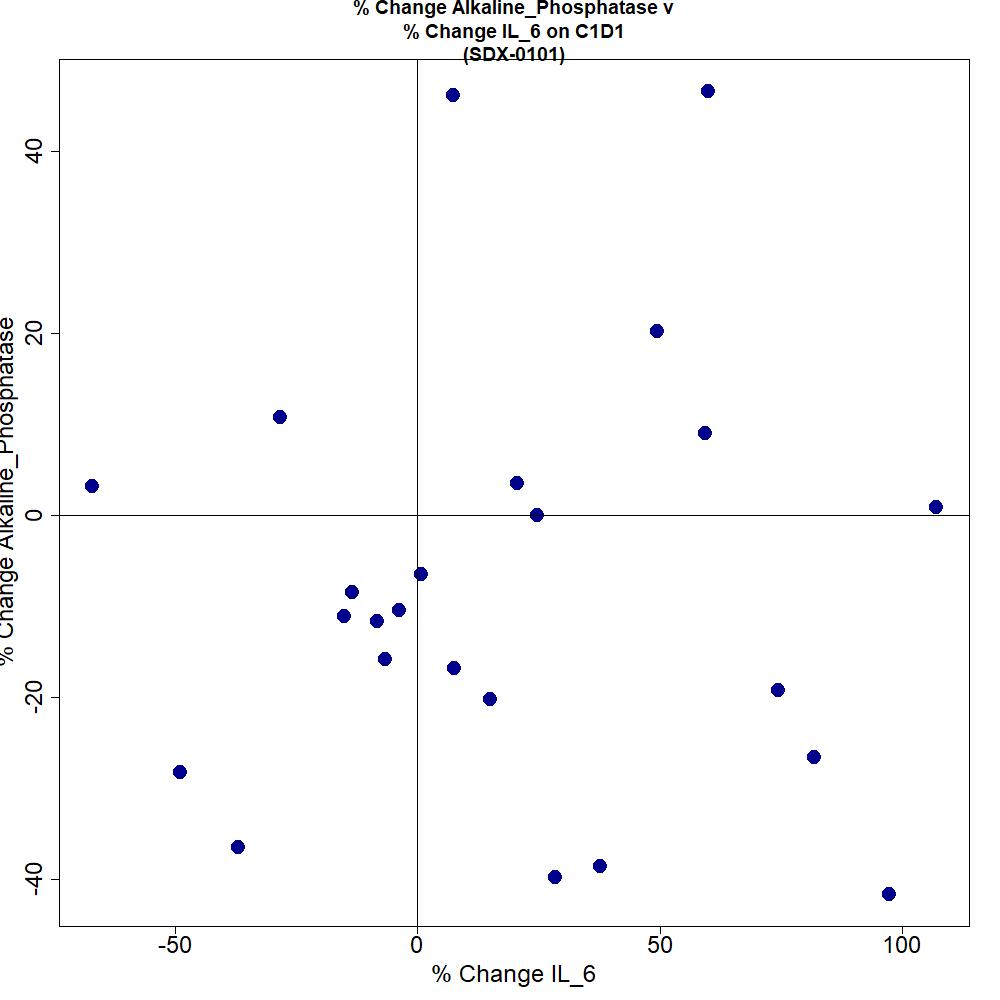 % Change Alkaline_Phosphatase v
% Change IL_6 on C1D1
(SDX-0101)
% Change Alkaline_Phosphatase
40
20
0
-20
-40
-50
0
50
100
% Change IL_6